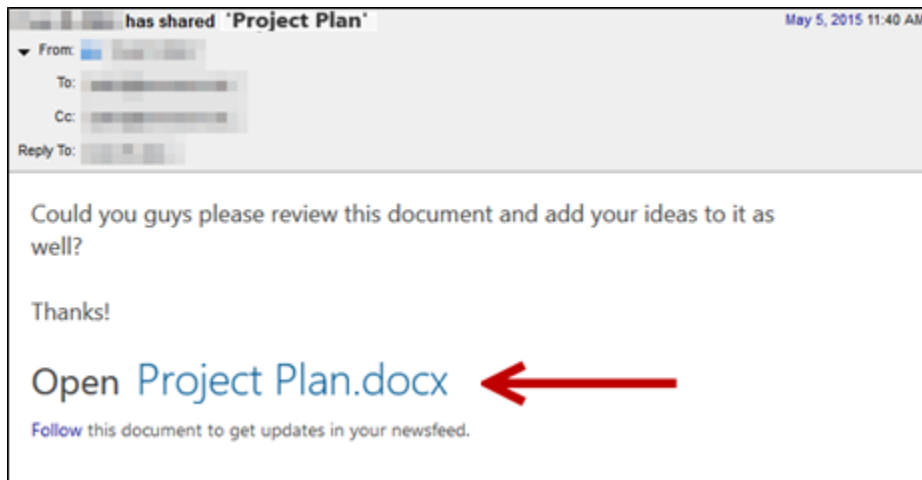 has shared 'Project Plan'
May 5, 2015 11:40 AM
From:
To:
Cc:
Reply To:
Could you guys please review this document and add your ideas to it as
well?
Thanks!
Open Project Plan.docx
Follow this document to get updates in your newsfeed.